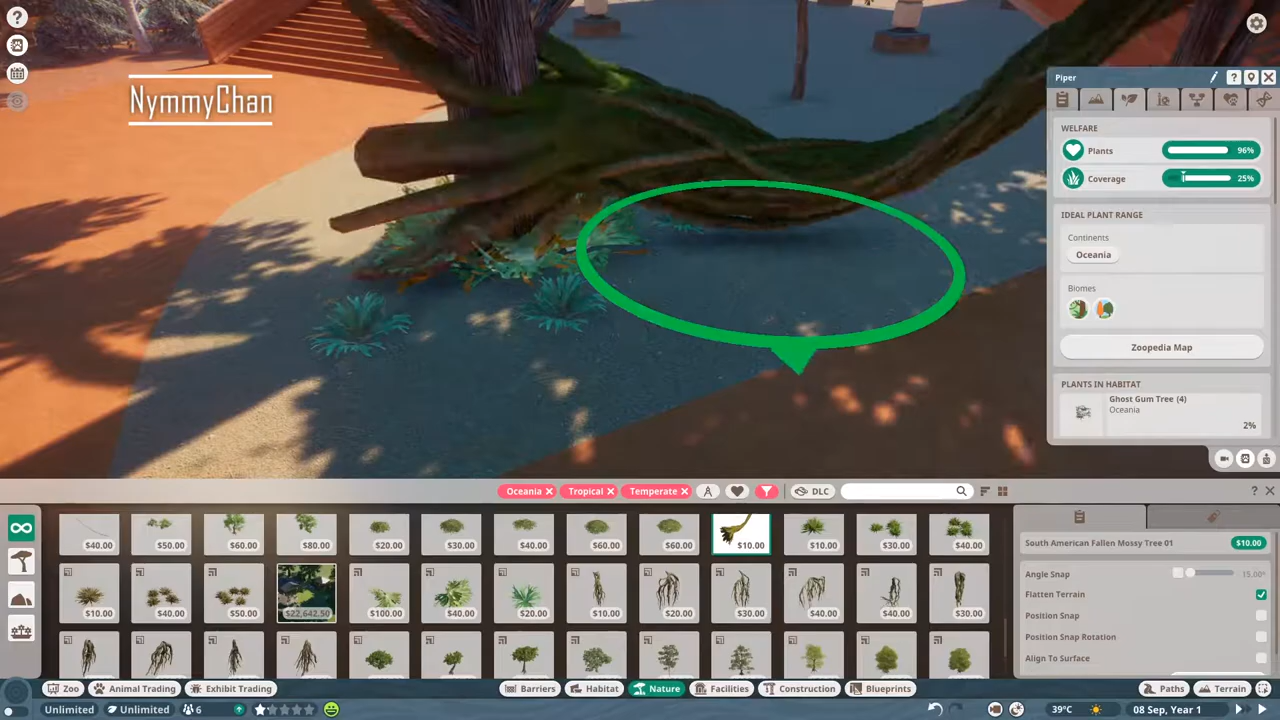 ?
NymmyChan
Piper
?
WELFARE
Plants
96%
Coverage
25%
IDEAL PLANT RANGE
Continents
Oceania
Biomes
Zoopedia Map
PLANTS IN HABITAT
Ghost Gum Tree (4)
Oceania
2%
Oceania
Tropical
Temperate
DLC
?
$40.00
$50.00
$60.00
$80.00
$20.00
$30.00
$40.00
$60.00
$60.00
$10.00
$10.00
$30.00
$40.00
$10.00
$40.00
$50.00
$22,642.50
$100.00
$40.00
$20.00
$10.00
$20.00
$30.00
$40.00
$40.00
$30.00
South American Fallen Mossy Tree 01
$10.00
Angle Snap
15.00°
Flatten Terrain
Position Snap
Position Snap Rotation
Align To Surface
Zoo
Animal Trading
Exhibit Trading
Barriers
Habitat
Nature
Facilities
Construction
Blueprints
Paths
Terrain
Unlimited
Unlimited
6
39°C
08 Sep, Year 1